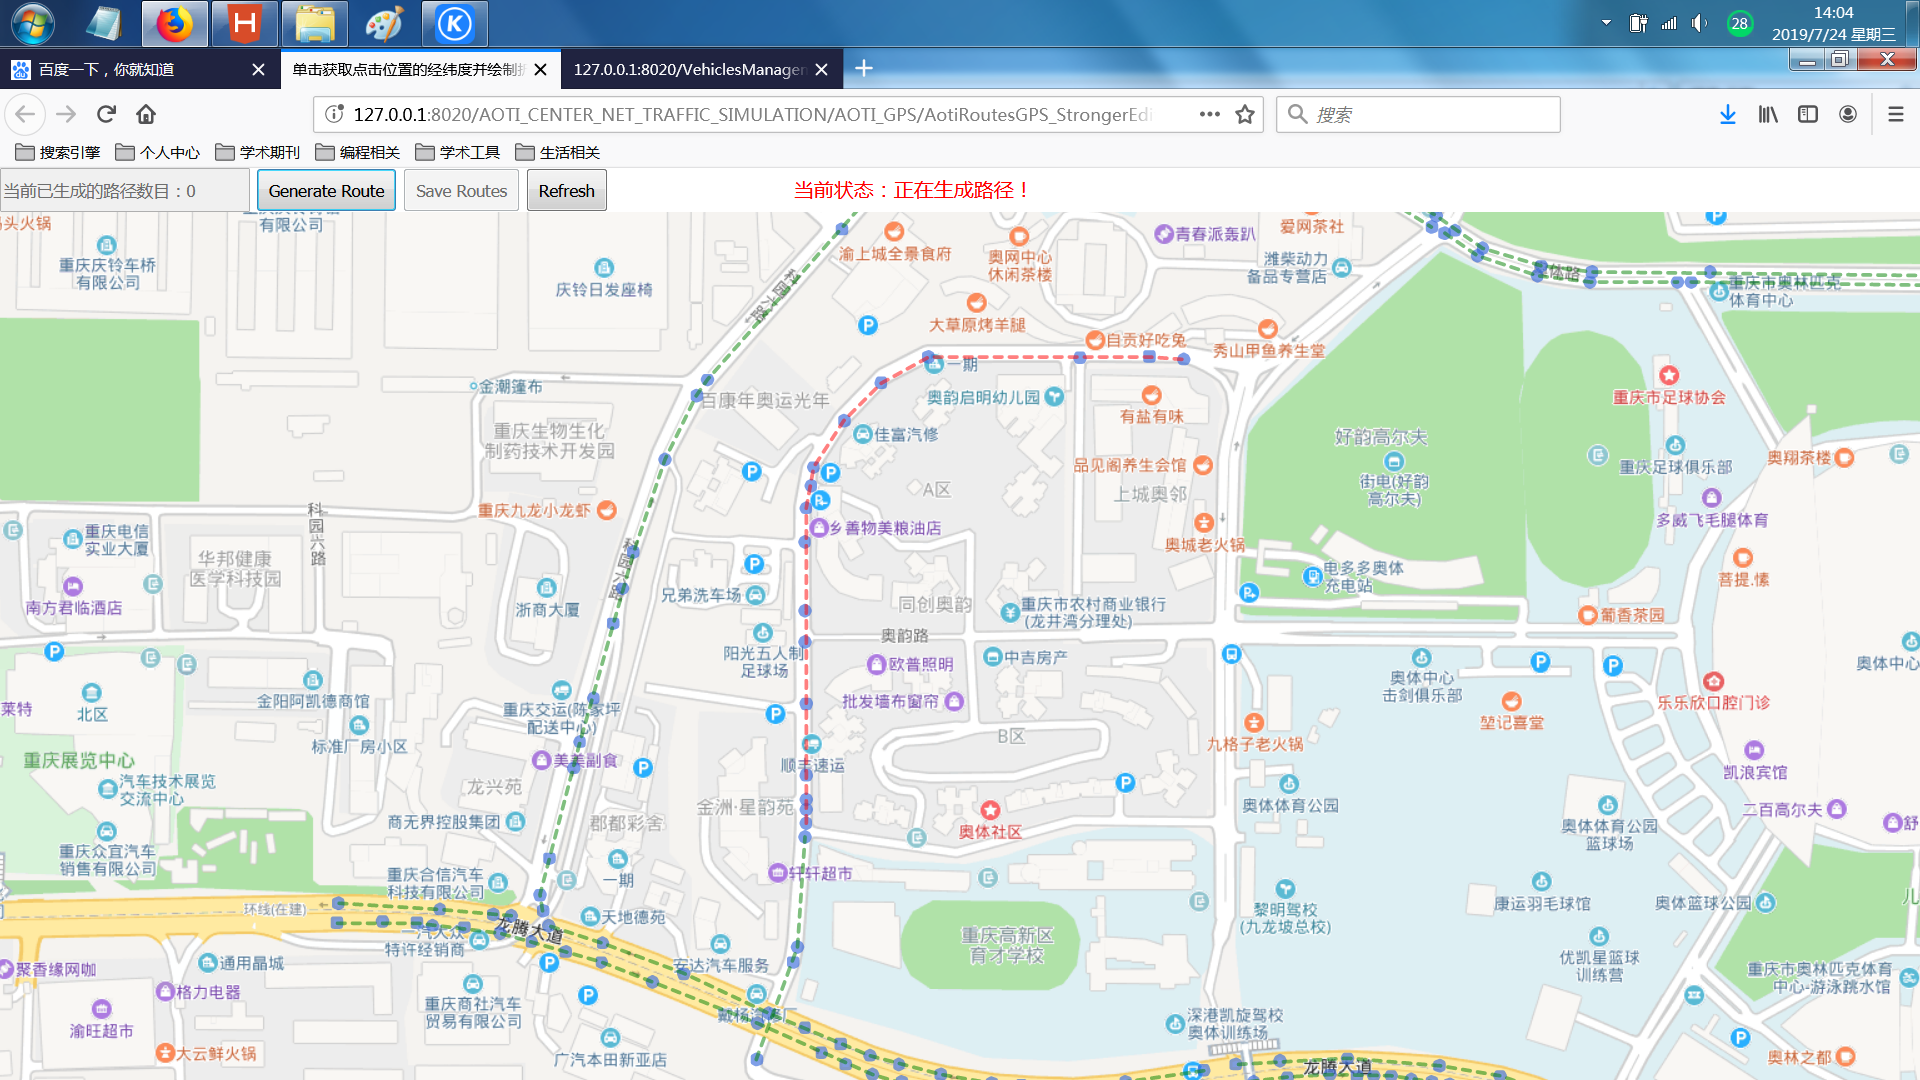 14:04
2019/7/24 星期三
28
百度一下，你就知道
单击获取点击位置的经纬度并绘制折
127.0.0.1:8020/VehiclesManagem
127.0.0.1:8020/AOTI_CENTER_NET_TRAFFIC_SIMULATION/AOTI_GPS/AotiRoutesGPS_StrongerEdi
搜索
搜索引擎
个人中心
学术期刊
编程相关
学术工具
生活相关
当前已生成的路径数目：0
Generate Route
Save Routes
Refresh
当前状态：正在生成路径！
头火锅
有限公司
重庆庆铃车桥
有限公司
庆铃日发座椅
科园大路
渝上城全景食府
奥网中心
休闲茶楼
青春派轰趴
爱网茶社
潍柴动力
备品专营店
重庆市奥林匹克
体育中心
大草原烤羊腿
自贡好吃兔
秀山甲鱼养生堂
一期
金潮篷布
百康年奥运光年
奥韵启明幼儿园
有盐有味
重庆市足球协会
重庆生物生化
制药技术开发园
佳富汽修
好韵高尔夫
街电(好韵
高尔夫)
重庆足球俱乐部
奥翔茶楼
品见阁养生会馆
上城奥邻
A区
多威飞毛腿体育
重庆九龙小龙虾
科园六路
重庆电信
实业大厦
华邦健康
医学科技园
乡善物美粮油店
奥城老火锅
电多多奥体
充电站
菩提.愫
南方君临酒店
浙商大厦
兄弟洗车场
同创奥韵
重庆市农村商业银行
(龙井湾分理处)
葡香茶园
奥韵路
阳光五人制
足球场
欧普照明
中吉房产
奥体中心
击剑俱乐部
奥体中心
金阳阿凯德商馆
批发墙布窗帘
乐乐欣口腔门诊
莱特
北区
重庆交运(陈家坪
配送中心)
堃记喜堂
标准厂房小区
B区
九格子老火锅
重庆展览中心
美美副食
顺丰速运
凯浪宾馆
汽车技术展览
交流中心
龙兴苑
金洲·星韵苑
奥体体育公园
二百高尔夫
舒
商无界控股集团
郡都彩舍
奥体社区
奥体体育公园
篮球场
重庆众宜汽车
销售有限公司
重庆合信汽车
科技有限公司
一期
轩轩超市
康运羽毛球馆
奥体篮球公园
儿
环线(在建)
龙腾大道
天地德苑
黎明驾校
(九龙坡总校)
一汽大众
特许经销商
重庆高新区
育才学校
优凯星篮球
训练营
聚香缘网咖
通用晶城
安达汽车服务
重庆市奥林匹克体育
中心-游泳跳水馆
格力电器
重庆商社汽车
贸易有限公司
渝旺超市
深港凯旋驾校
奥体训练场
大云鲜火锅
广汽本田新亚店
龙腾大道
奥林之都